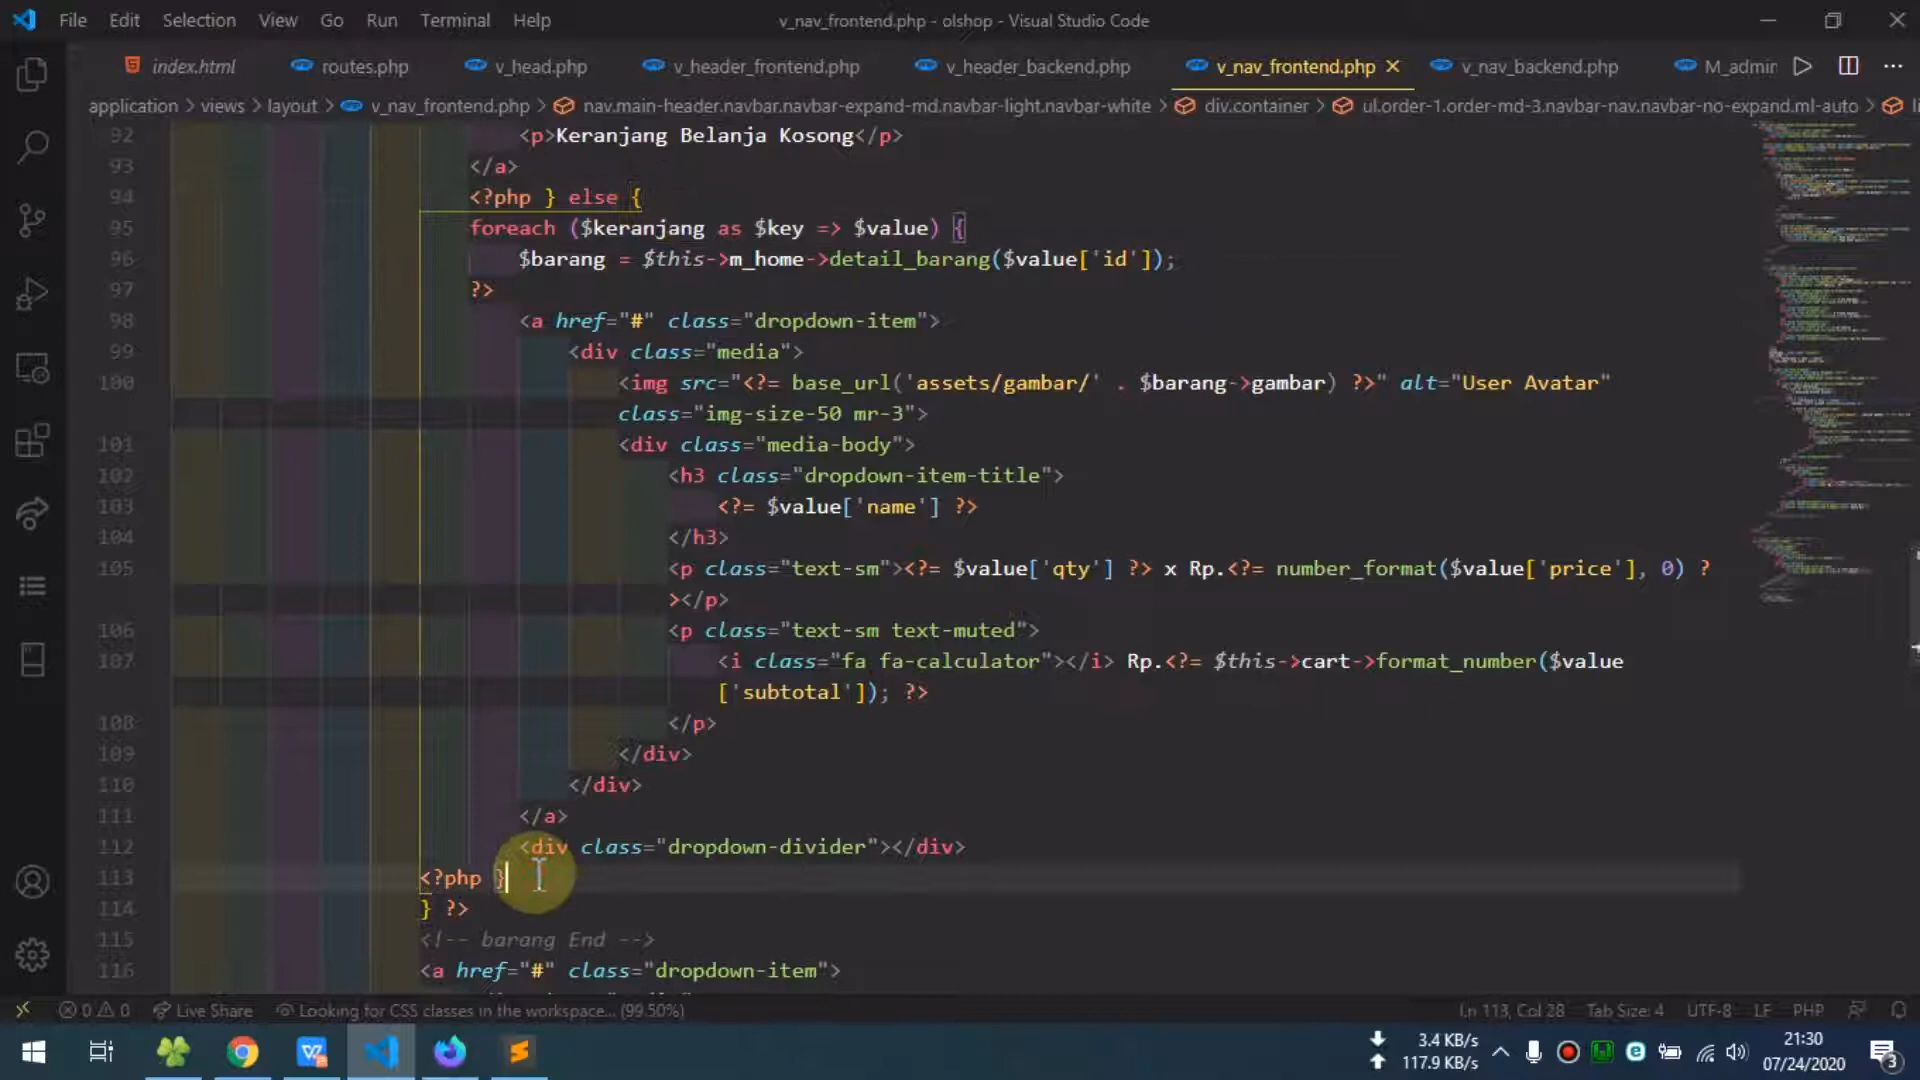 File Edit Selection View Go Run Terminal Help
v_nav_frontend.php - olshop - Visual Studio Code
index.html routes.php v_head.php v_header_frontend.php v_header_backend.php v_nav_frontend.php v_nav_backend.php M_admin
application > views > layout > v_nav_frontend.php > nav.main-header.navbar.navbar-expand-md.navbar-light.navbar-white > div.container > ul.order-1.order-md-3.navbar-nav.navbar-no-expand.ml-auto >
92 <p>Keranjang Belanja Kosong</p>
93 </a>
94 <?php } else {
95 foreach ($keranjang as $key => $value) {
96 $barang = $this->m_home->detail_barang($value['id']);
97 ?>
98 <a href="#" class="dropdown-item">
99 <div class="media">
100 <img src="<?= base_url('assets/gambar/' . $barang->gambar) ?>" alt="User Avatar"
class="img-size-50 mr-3">
101 <div class="media-body">
102 <h3 class="dropdown-item-title">
103 <?= $value['name'] ?>
104 </h3>
105 <p class="text-sm"><?= $value['qty'] ?> x Rp.<?= number_format($value['price'], 0) ?
></p>
106 <p class="text-sm text-muted">
107 <i class="fa fa-calculator"></i> Rp.<?= $this->cart->format_number($value
['subtotal']); ?>
108 </p>
109 </div>
110 </div>
111 </a>
112 <div class="dropdown-divider"></div>
113 <?php }
114 } ?>
115 <!-- barang End -->
116 <a href="#" class="dropdown-item">
0 0 Live Share Looking for CSS classes in the workspace... (99.50%) Ln 113, Col 28 Tab Size: 4 UTF-8 LF PHP
3.4 KB/s
117.9 KB/s
21:30
07/24/2020
3